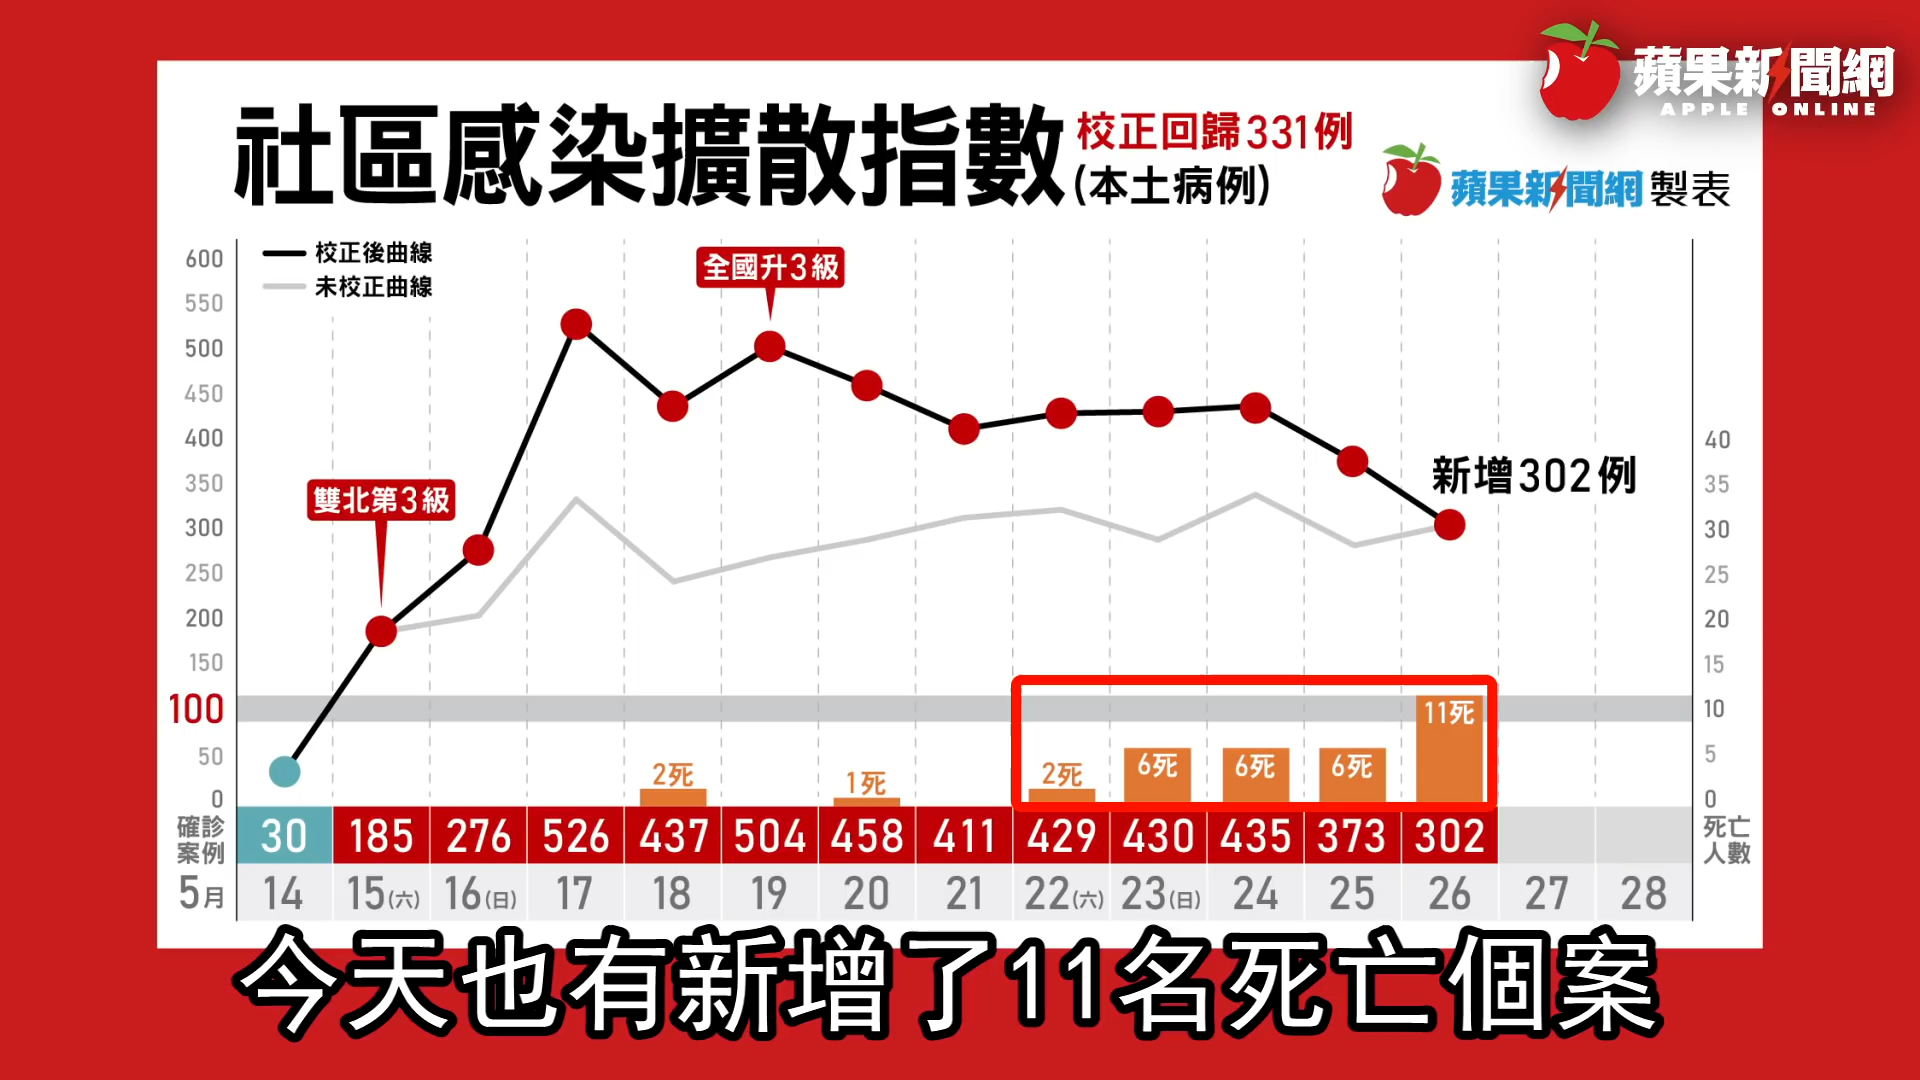 蘋果新聞網
APPLE ONLINE
社區感染擴散指數
校正回歸331例
(本土病例)
蘋果新聞網製表
校正後曲線
未校正曲線
全國升3級
雙北第3級
新增302例
600
550
500
450
400
350
300
250
200
150
100
50
0
40
35
30
25
20
15
10
5
0
2死
1死
2死
6死
6死
6死
11死
確診案例
30 185 276 526 437 504 458 411 429 430 435 373 302
死亡人數
5月 14 15(六) 16(日) 17 18 19 20 21 22(六) 23(日) 24 25 26 27 28
今天也有新增了11名死亡個案